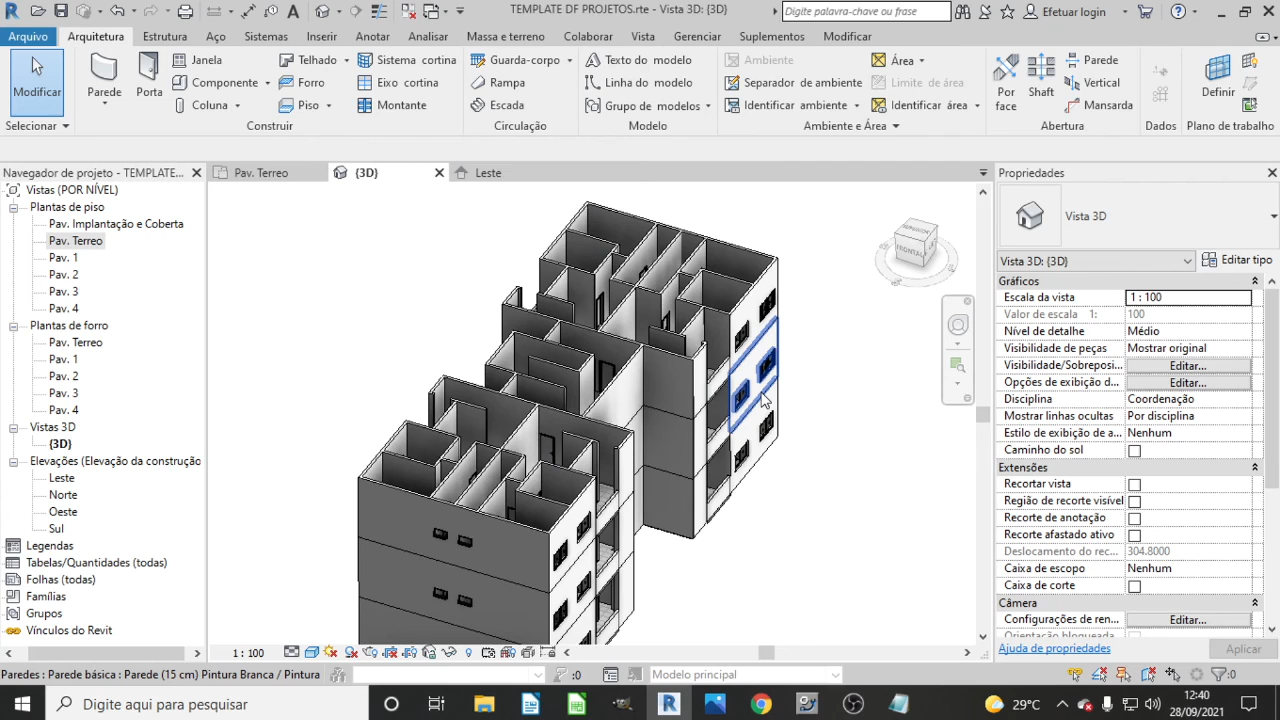 TEMPLATE DF PROJETOS.rte - Vista 3D: {3D}
Digite palavra-chave ou frase
Efetuar login
Arquivo Arquitetura Estrutura Aço Sistemas Inserir Anotar Analisar Massa e terreno Colaborar Vista Gerenciar Suplementos Modificar
Modificar
Parede
Porta
Janela
Componente
Coluna
Telhado
Forro
Piso
Sistema cortina
Eixo cortina
Montante
Guarda-corpo
Rampa
Escada
Texto do modelo
Linha do modelo
Grupo de modelos
Ambiente
Separador de ambiente
Identificar ambiente
Área
Limite de área
Identificar área
Por face
Shaft
Parede
Vertical
Mansarda
Definir
Selecionar Construir Circulação Modelo Ambiente e Área Abertura Dados Plano de trabalho
Navegador de projeto - TEMPLATE...
Vistas (POR NÍVEL)
Plantas de piso
Pav. Implantação e Coberta
Pav. Terreo
Pav. 1
Pav. 2
Pav. 3
Pav. 4
Plantas de forro
Pav. Terreo
Pav. 1
Pav. 2
Pav. 3
Pav. 4
Vistas 3D
{3D}
Elevações (Elevação da construção
Leste
Norte
Oeste
Sul
Legendas
Tabelas/Quantidades (todas)
Folhas (todas)
Famílias
Grupos
Vínculos do Revit
Pav. Terreo {3D} Leste
FRONTAL
Propriedades
Vista 3D
Vista 3D: {3D} Editar tipo
Gráficos
Escala da vista 1 : 100
Valor de escala 1: 100
Nível de detalhe Médio
Visibilidade de peças Mostrar original
Visibilidade/Sobreposi... Editar...
Opções de exibição d... Editar...
Disciplina Coordenação
Mostrar linhas ocultas Por disciplina
Estilo de exibição de a... Nenhum
Caminho do sol
Extensões
Recortar vista
Região de recorte visível
Recorte de anotação
Recorte afastado ativo
Deslocamento do rec... 304.8000
Caixa de escopo Nenhum
Caixa de corte
Câmera
Configurações de ren... Editar...
Ajuda de propriedades Aplicar
1 : 100
Paredes : Parede básica : Parede (15 cm) Pintura Branca / Pintura
:0
Modelo principal
:0
Digite aqui para pesquisar
29°C
12:40
28/09/2021